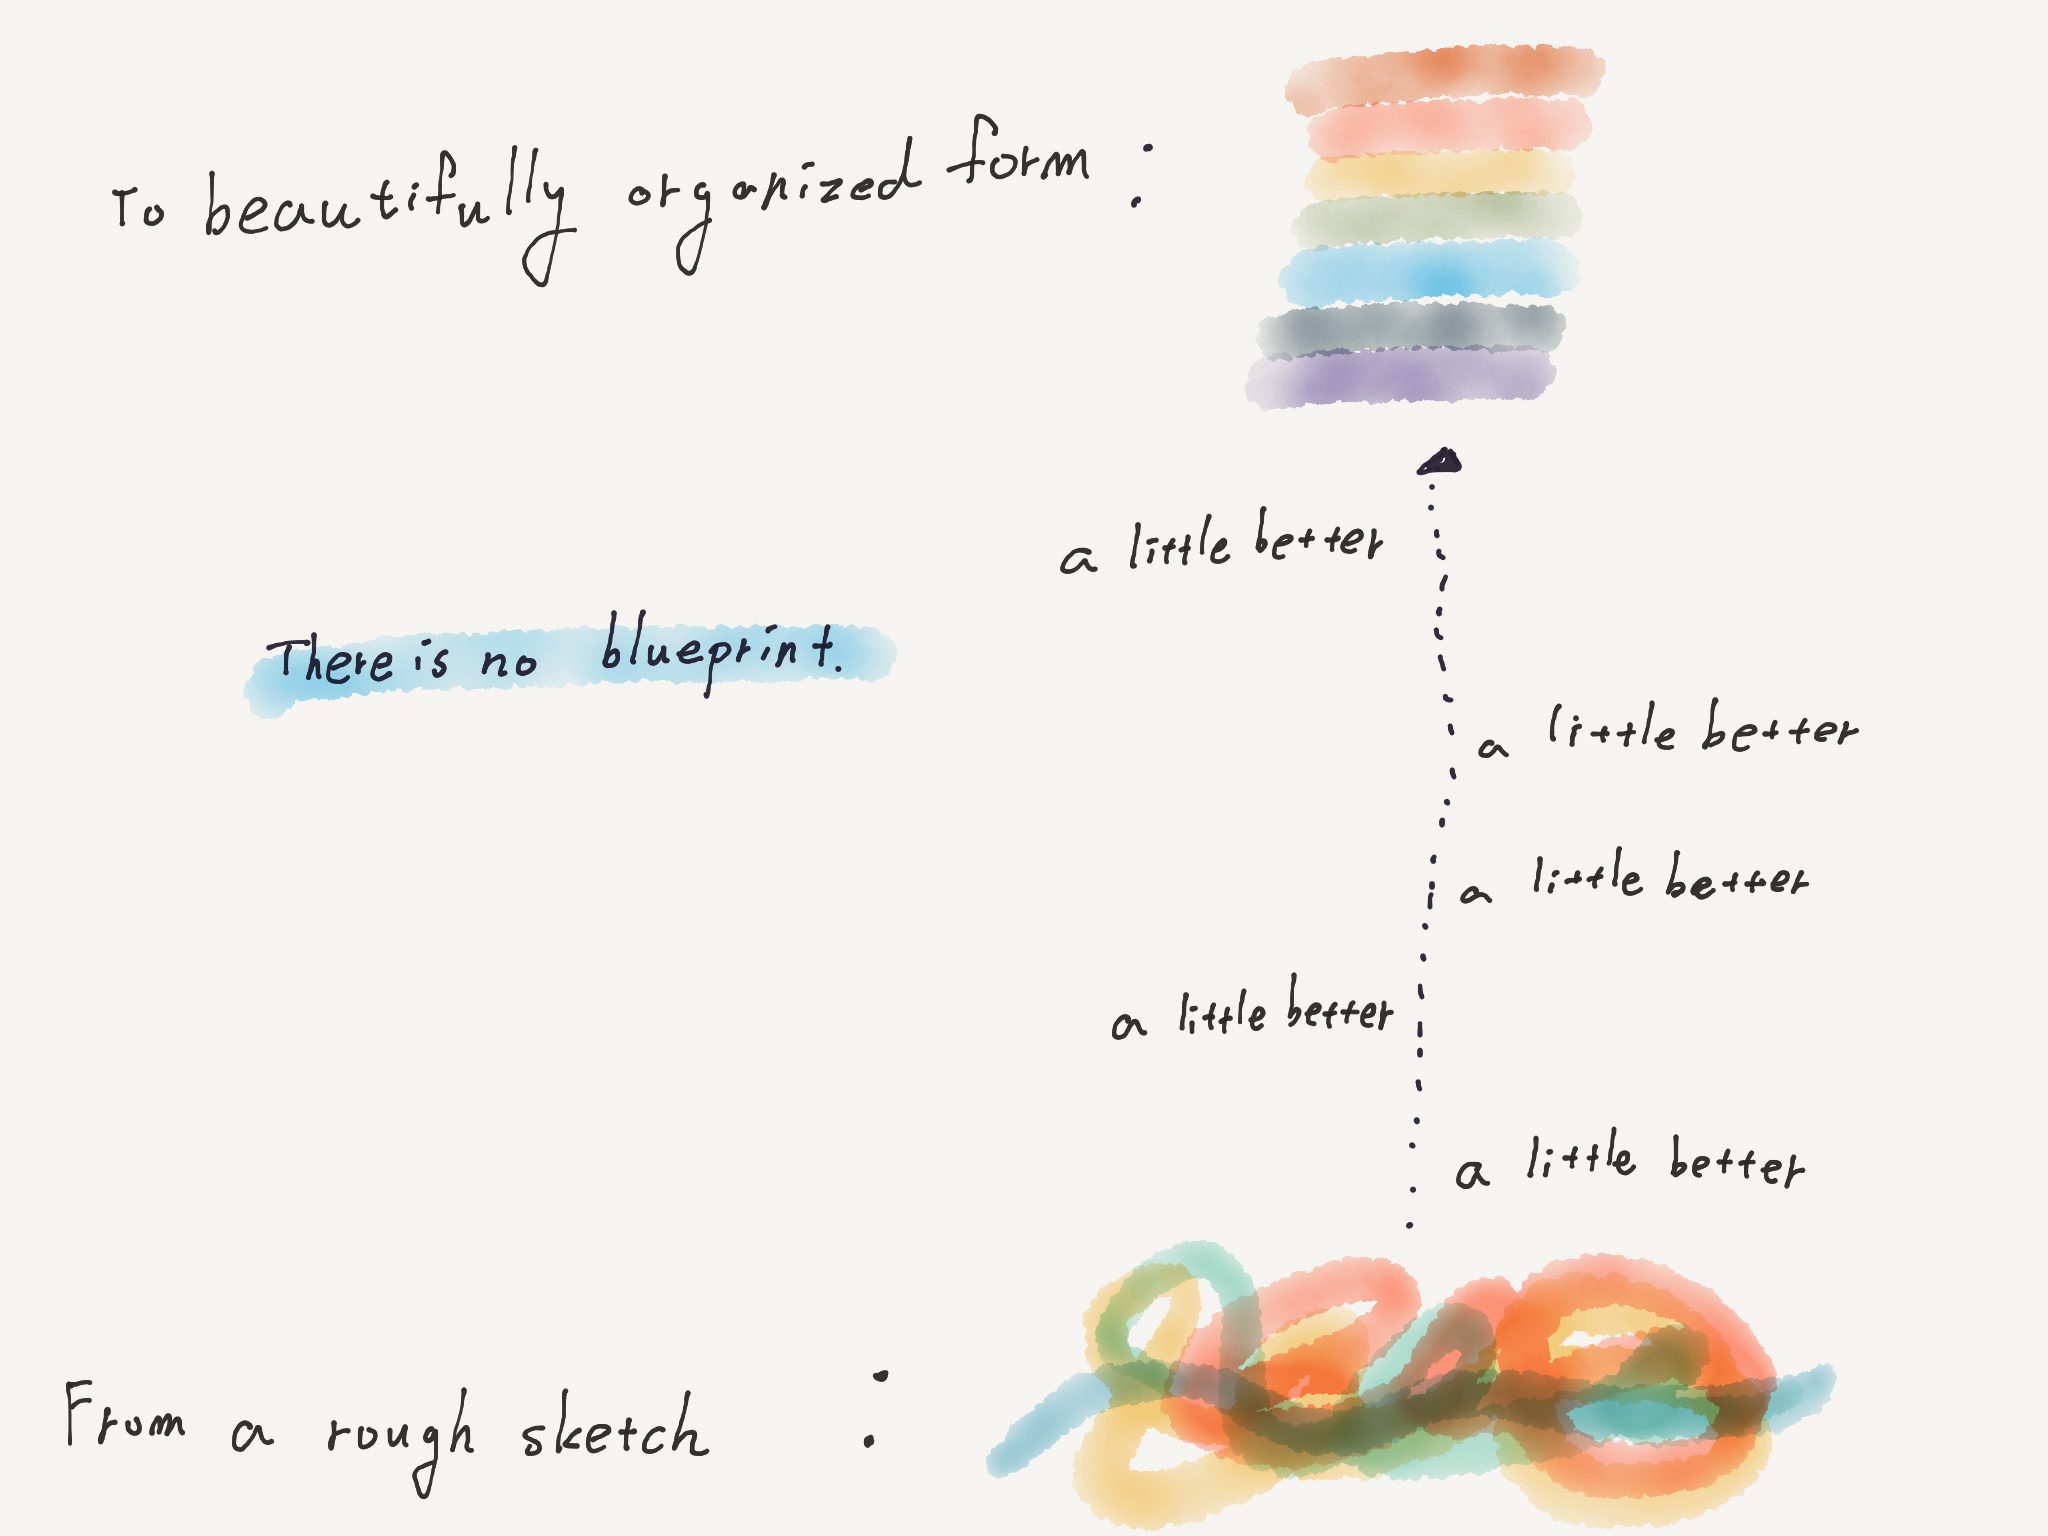 To beautifully organized form :
a little better
There is no blueprint.
a little better
a little better
a little better
a little better
From a rough sketch :